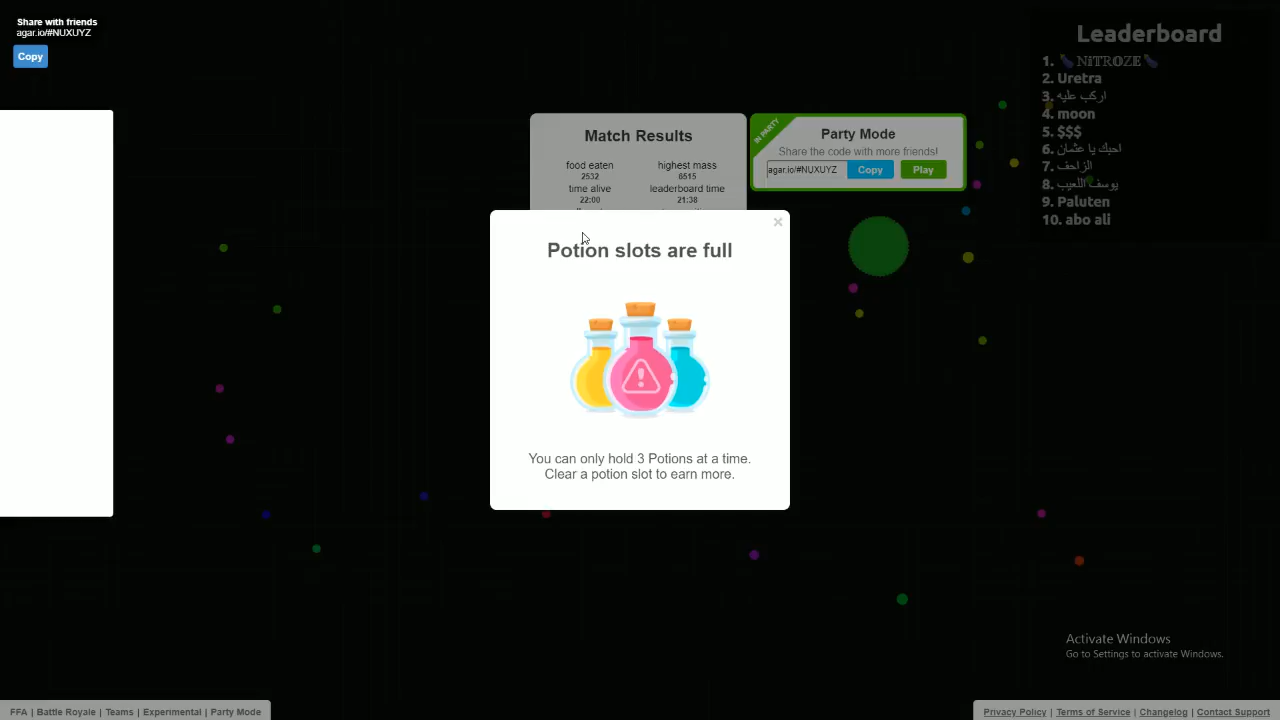 Share with friends
agar.io/#NUXUYZ
Copy
Leaderboard
1. 🍆 NiTROZE 🍆
2. Uretra
3. اركب عليه
4. moon
5. $$$
6. احبك يا عثمان
7. الزاحف
8. يوسف اللعيب
9. Paluten
10. abo ali
Match Results
food eaten
2532
highest mass
6515
time alive
22:00
leaderboard time
21:38
IN PARTY
Party Mode
Share the code with more friends!
agar.io/#NUXUYZ
Copy
Play
×
Potion slots are full
You can only hold 3 Potions at a time.
Clear a potion slot to earn more.
Activate Windows
Go to Settings to activate Windows.
FFA | Battle Royale | Teams | Experimental | Party Mode
Privacy Policy | Terms of Service | Changelog | Contact Support